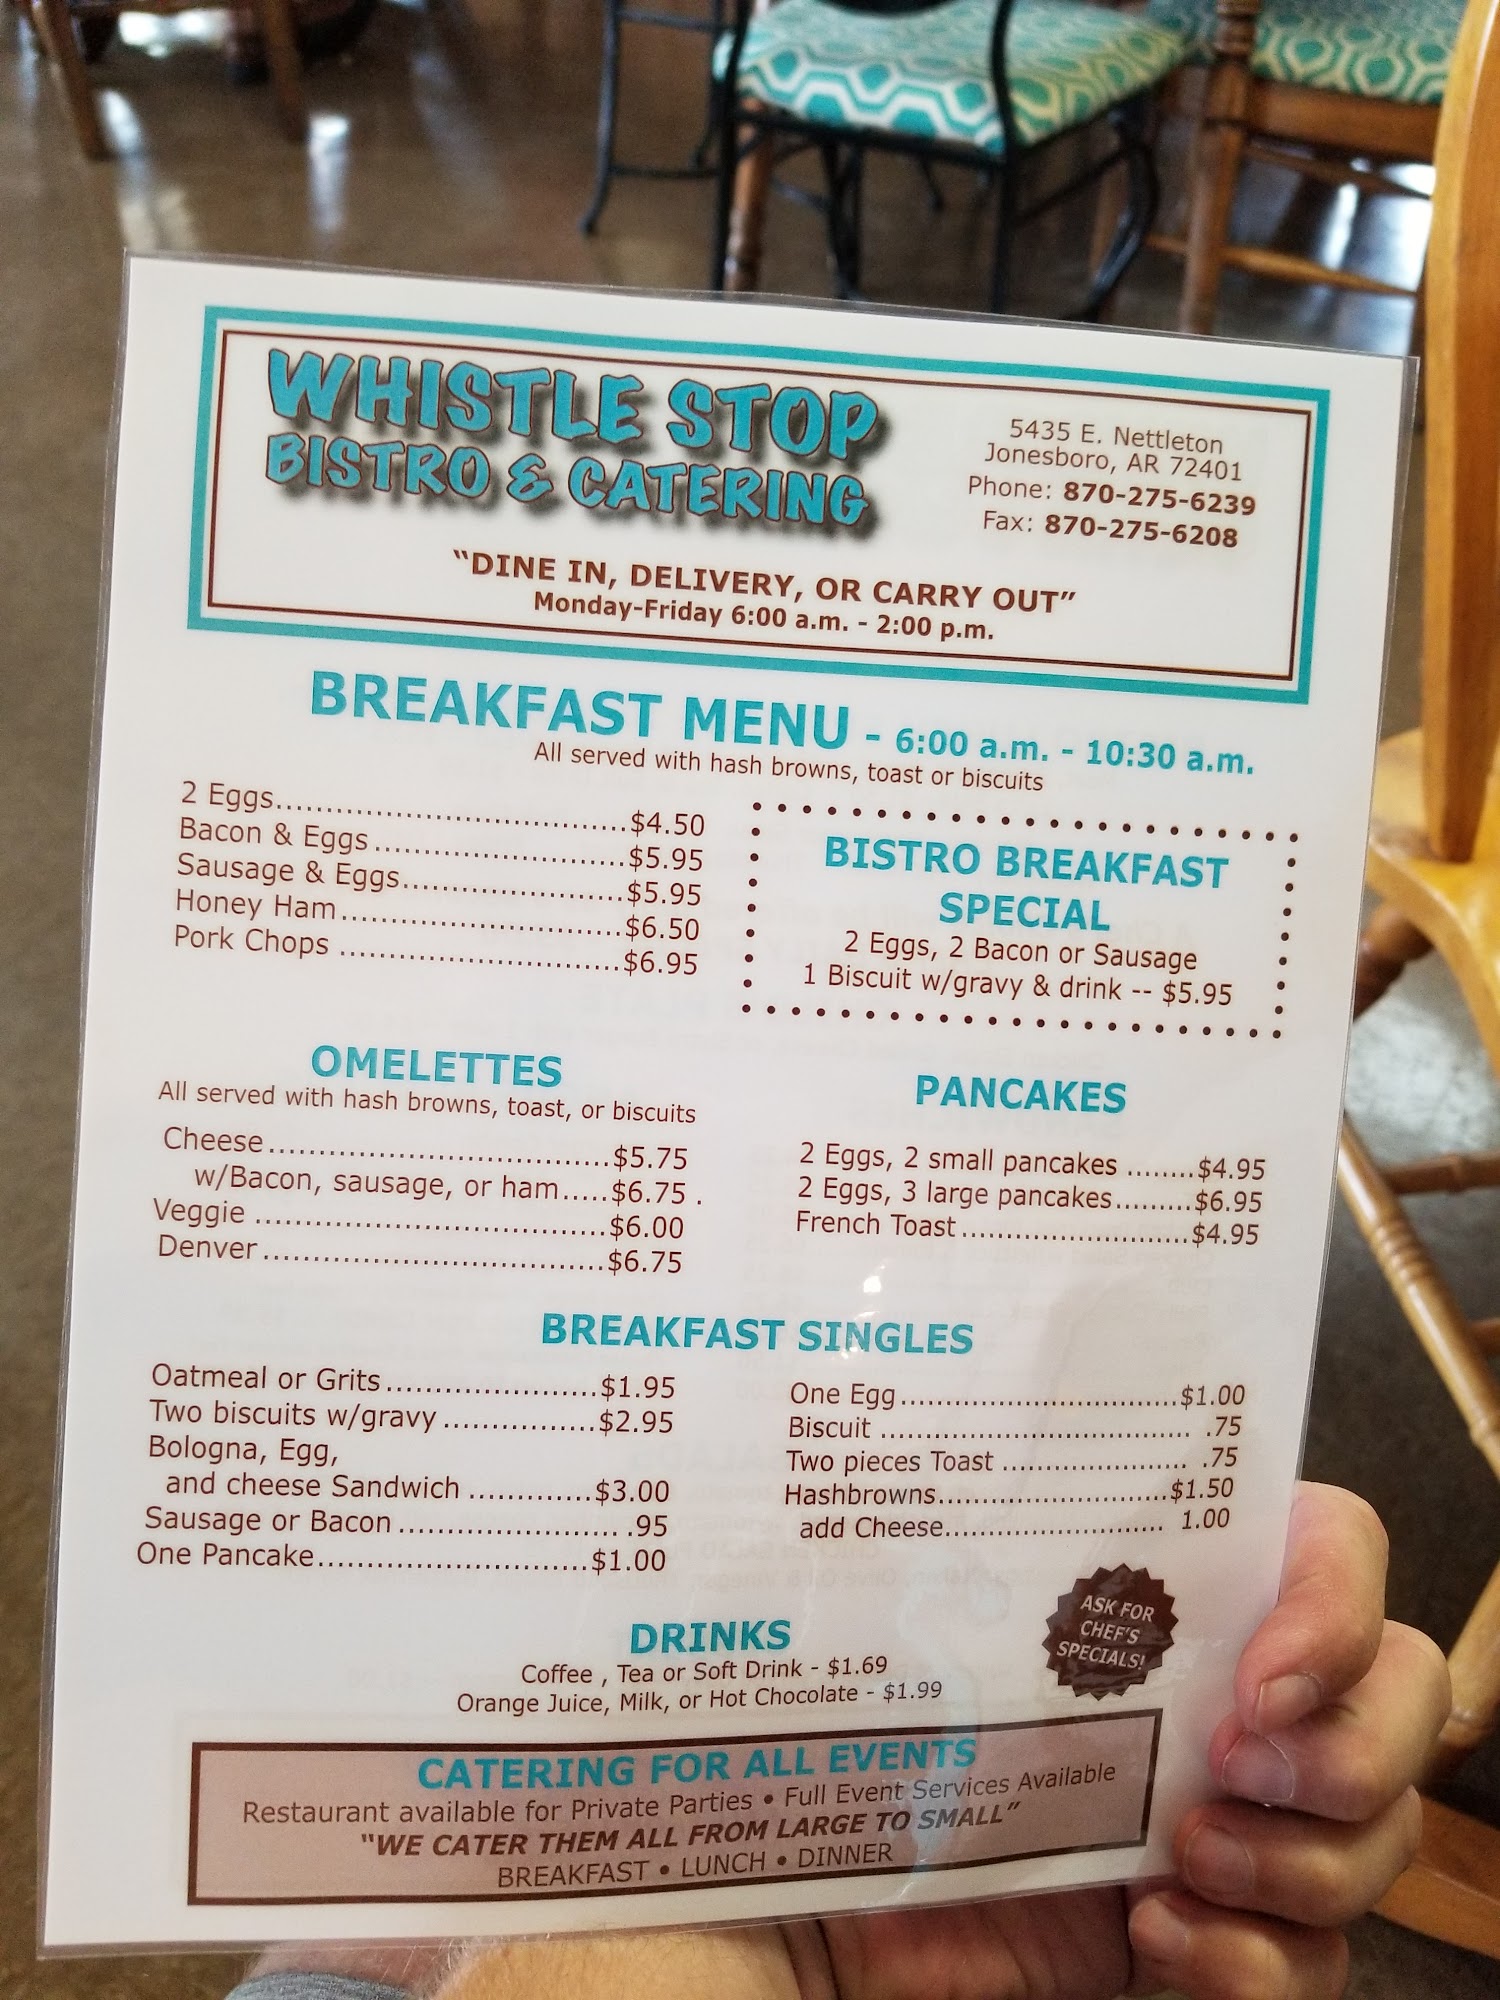 WHISTLE STOP
BISTRO & CATERING
5435 E. Nettleton
Jonesboro, AR 72401
Phone: 870-275-6239
Fax: 870-275-6208
“DINE IN, DELIVERY, OR CARRY OUT”
Monday-Friday 6:00 a.m. - 2:00 p.m.
BREAKFAST MENU - 6:00 a.m. - 10:30 a.m.
All served with hash browns, toast or biscuits
2 Eggs....................................$4.50
Bacon & Eggs..........................$5.95
Sausage & Eggs.......................$5.95
Honey Ham.............................$6.50
Pork Chops .............................$6.95
BISTRO BREAKFAST
SPECIAL
2 Eggs, 2 Bacon or Sausage
1 Biscuit w/gravy & drink -- $5.95
OMELETTES
All served with hash browns, toast, or biscuits
Cheese...................................$5.75
w/Bacon, sausage, or ham.....$6.75 .
Veggie ....................................$6.00
Denver...................................$6.75
PANCAKES
2 Eggs, 2 small pancakes ........$4.95
2 Eggs, 3 large pancakes.........$6.95
French Toast...........................$4.95
BREAKFAST SINGLES
Oatmeal or Grits......................$1.95
Two biscuits w/gravy ................$2.95
Bologna, Egg,
and cheese Sandwich .............$3.00
Sausage or Bacon....................... .95
One Pancake............................$1.00
One Egg..............................$1.00
Biscuit ................................. .75
Two pieces Toast .................... .75
Hashbrowns.........................$1.50
add Cheese........................ 1.00
ASK FOR
CHEF'S
SPECIALS!
DRINKS
Coffee , Tea or Soft Drink - $1.69
Orange Juice, Milk, or Hot Chocolate - $1.99
CATERING FOR ALL EVENTS
Restaurant available for Private Parties • Full Event Services Available
“WE CATER THEM ALL FROM LARGE TO SMALL”
BREAKFAST • LUNCH • DINNER